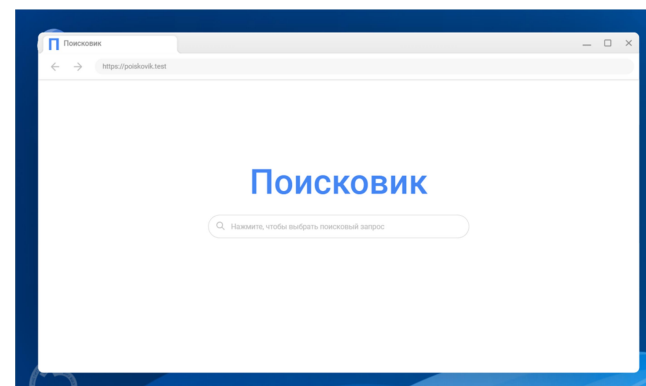 П Поисковик
https://poiskovik.test
Поисковик
Нажмите, чтобы выбрать поисковый запрос